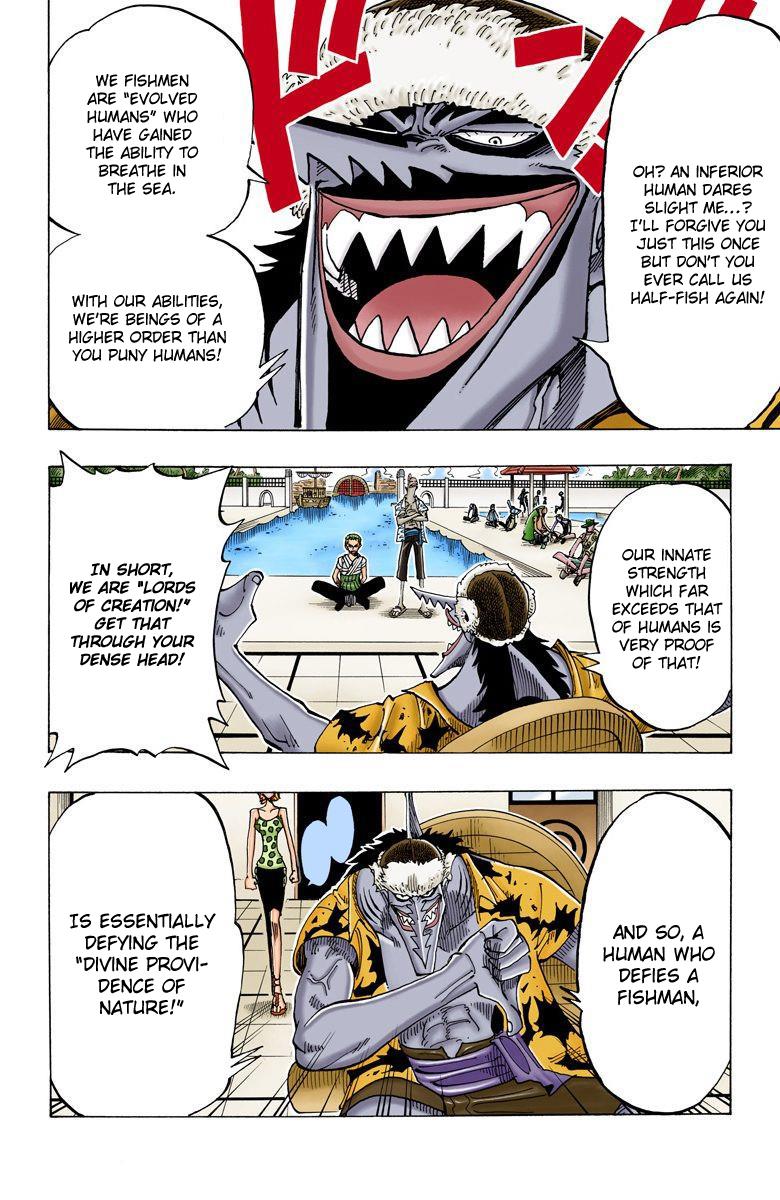 OH? AN INFERIOR
HUMAN DARES
SLIGHT ME...?
I'LL FORGIVE YOU
JUST THIS ONCE
BUT DON'T YOU
EVER CALL US
HALF-FISH AGAIN!
WE FISHMEN
ARE "EVOLVED
HUMANS" WHO
HAVE GAINED
THE ABILITY TO
BREATHE IN
THE SEA.
WITH OUR ABILITIES,
WE'RE BEINGS OF A
HIGHER ORDER THAN
YOU PUNY HUMANS!
ドン!!
OUR INNATE
STRENGTH
WHICH FAR
EXCEEDS THAT
OF HUMANS IS
VERY PROOF
OF THAT!
IN SHORT,
WE ARE "LORDS
OF CREATION!"
GET THAT
THROUGH YOUR
DENSE HEAD!
AND SO, A
HUMAN WHO
DEFIES A
FISHMAN,
IS ESSENTIALLY
DEFYING THE
"DIVINE PROVI-
DENCE OF
NATURE!"